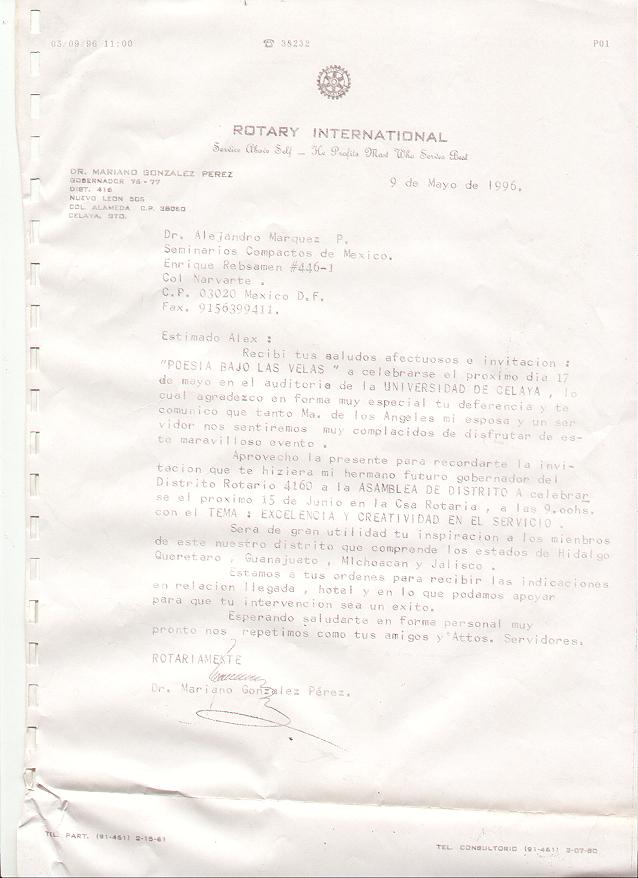 03/09/96 11:00 ☎ 38232 P01
ROTARY INTERNATIONAL
Service Above Self — He Profits Most Who Serves Best
DR. MARIANO GONZALEZ PEREZ
GOBERNADOR 76 - 77
DIST. 416
NUEVO LEON 505
COL. ALAMEDA C.P. 38050
CELAYA, GTO.
9 de Mayo de 1996.
Dr. Alejandro Marquez P.
Seminarios Compactos de Mexico.
Enrique Rebsamen #446-1
Col Narvarte .
C.P. 03020 Mexico D.F.
Fax. 9156399411.
Estimado Alex :
Recibi tus saludos afectuosos e invitacion :
"POESIA BAJO LAS VELAS " a celebrarse el proximo dia 17
de mayo en el auditoria de la UNIVERSIDAD DE CELAYA , lo
cual agradezco en forma muy especial tu deferencia y te
comunico que tanto Ma. de los Angeles mi esposa y un ser
vidor nos sentiremos muy complacidos de disfrutar de es-
te maravilloso evento .
Aprovecho la presente para recordarte la invi-
tacion que te hiziera mi hermano futuro gobernador del
Distrito Rotario 4160 a la ASAMBLEA DE DISTRITO A celebrar
se el proximo 15 de Junio en la Csa Rotaria , a las 9.oohs.
con el TEMA : EXCELENCIA Y CREATIVIDAD EN EL SERVICIO .
Sera de gran utilidad tu inspiracion a los miembros
de este nuestro distrito que comprende los estados de Hidalgo
Queretaro , Guanajuato , MIchoacan y Jalisco .
Estamos a tus ordenes para recibir las indicaciones
en relacion llegada , hotel y en lo que podamos apoyar
para que tu intervencion sea un exito.
Esperando saludarte en forma personal muy
pronto nos repetimos como tus amigos y Attos. Servidores.
ROTARIAMENTE
Dr. Mariano Gonzalez Pérez.
TEL. PART. (91-461) 2-15-61
TEL. CONSULTORIO (91-461) 2-07-80